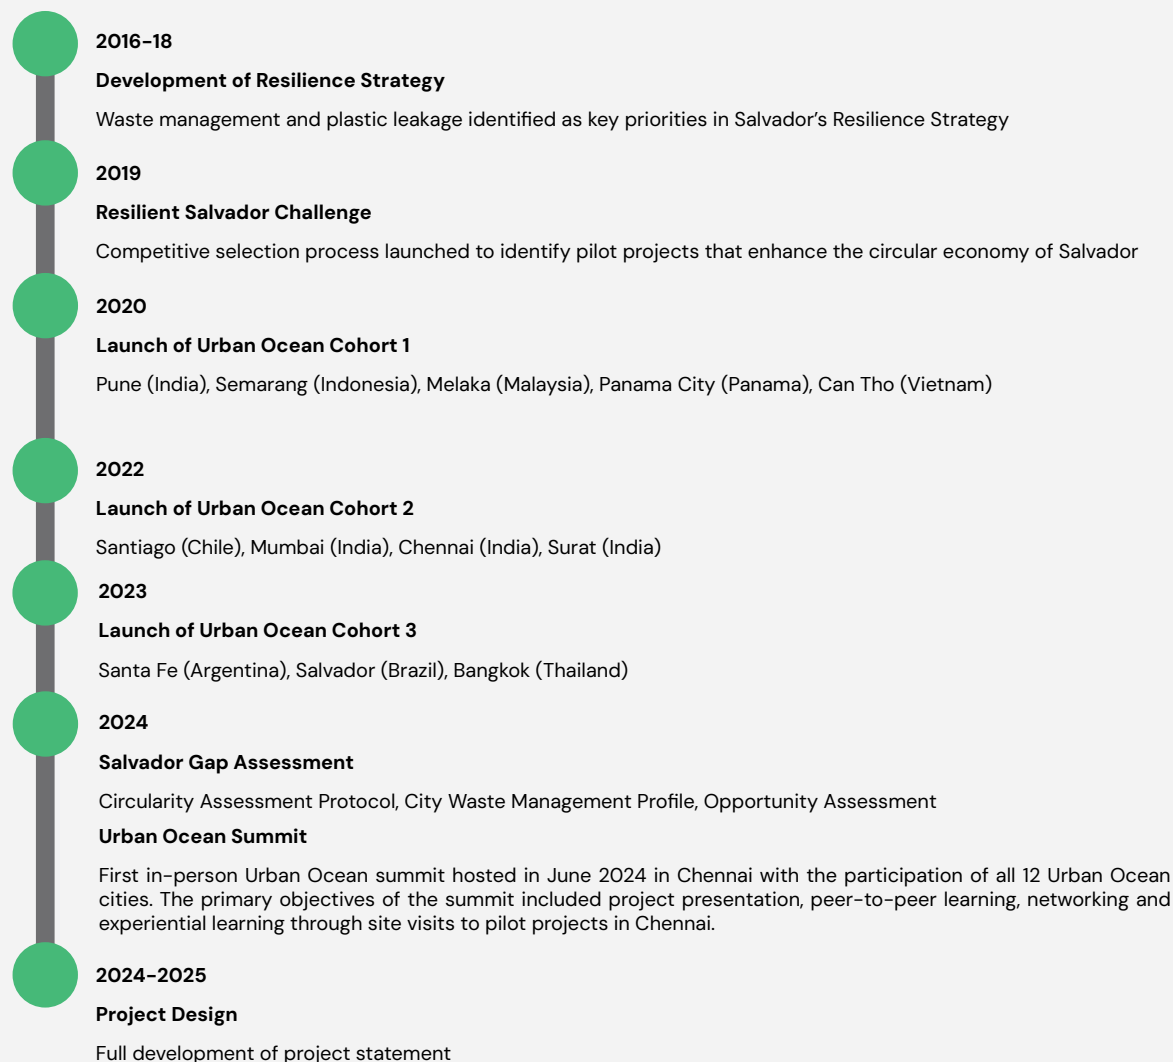 2016-18
Development of Resilience Strategy
Waste management and plastic leakage identified as key priorities in Salvador’s Resilience Strategy
2019
Resilient Salvador Challenge
Competitive selection process launched to identify pilot projects that enhance the circular economy of Salvador
2020
Launch of Urban Ocean Cohort 1
Pune (India), Semarang (Indonesia), Melaka (Malaysia), Panama City (Panama), Can Tho (Vietnam)
2022
Launch of Urban Ocean Cohort 2
Santiago (Chile), Mumbai (India), Chennai (India), Surat (India)
2023
Launch of Urban Ocean Cohort 3
Santa Fe (Argentina), Salvador (Brazil), Bangkok (Thailand)
2024
Salvador Gap Assessment
Circularity Assessment Protocol, City Waste Management Profile, Opportunity Assessment
Urban Ocean Summit
First in-person Urban Ocean summit hosted in June 2024 in Chennai with the participation of all 12 Urban Ocean
cities. The primary objectives of the summit included project presentation, peer-to-peer learning, networking and
experiential learning through site visits to pilot projects in Chennai.
2024-2025
Project Design
Full development of project statement